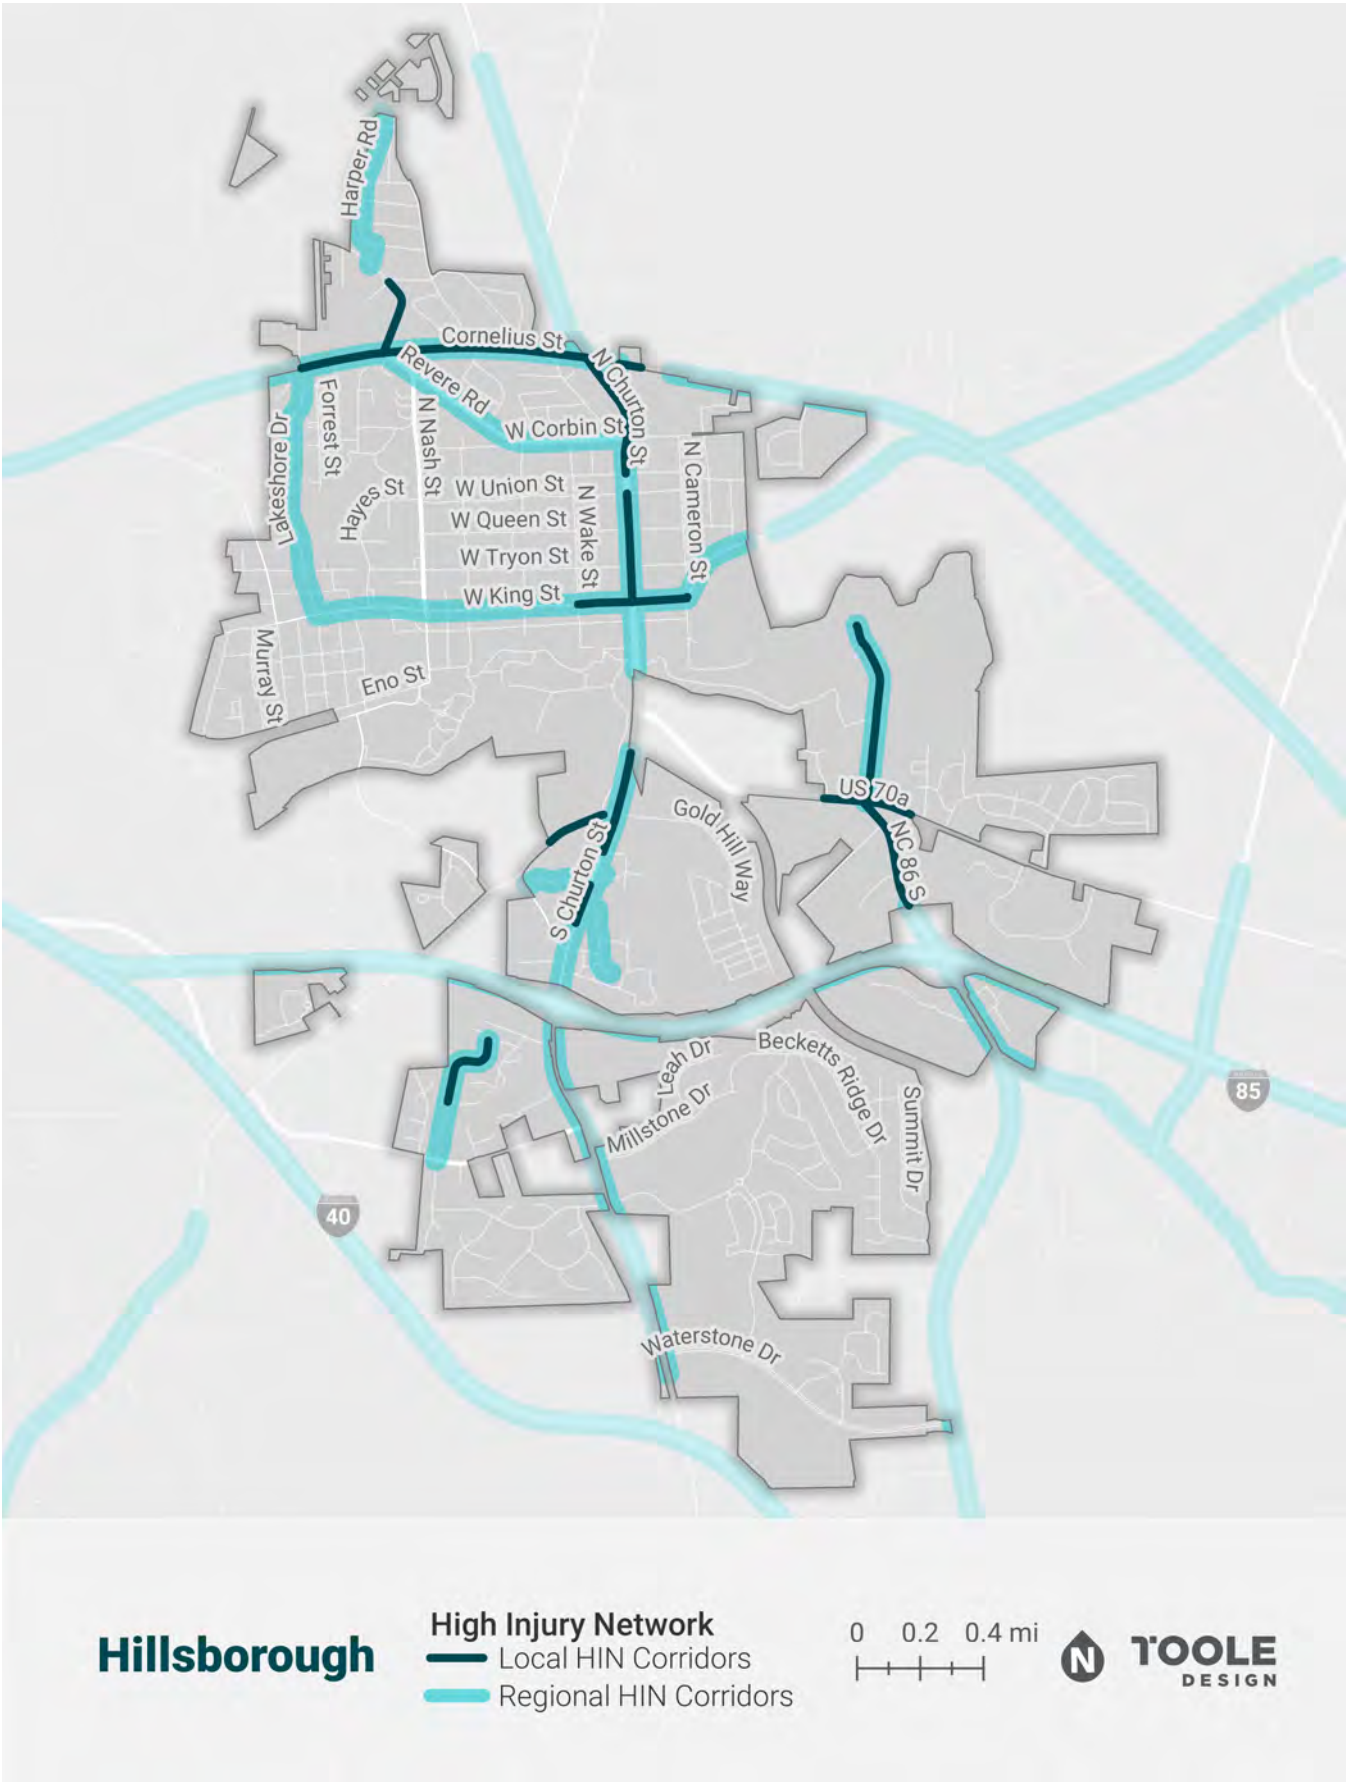 Harper Rd
Cornelius St
Revere Rd
N Churton St
Forrest St
Lakeshore Dr
N Nash St
W Corbin St
Hayes St
W Union St
N Wake St
N Cameron St
W Queen St
W Tryon St
W King St
Murray St
Eno St
US 70a
Gold Hill Way
NC 86 S
S Churton St
Leah Dr
Becketts Ridge Dr
Millstone Dr
Summit Dr
85
40
Waterstone Dr
Hillsborough
High Injury Network
Local HIN Corridors
Regional HIN Corridors
0 0.2 0.4 mi
N
TOOLE
DESIGN